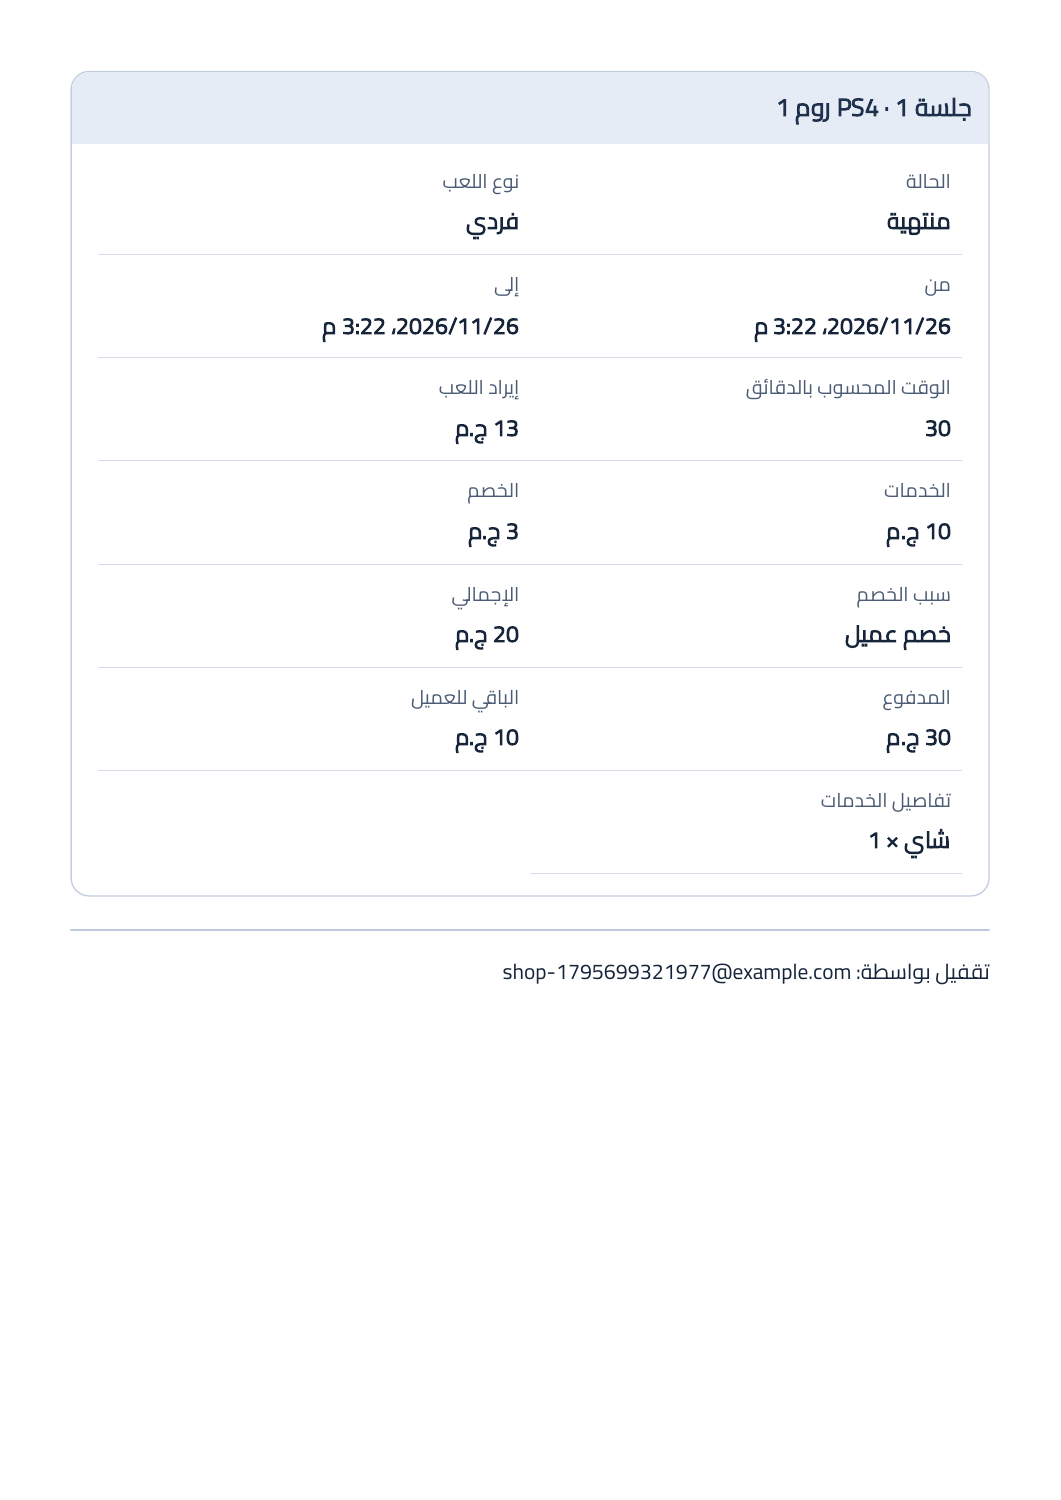 جلسة 1 · PS4 روم 1
الحالة
منتهية
نوع اللعب
فردي
من
2026/11/26، 3:22 م
إلى
2026/11/26، 3:22 م
الوقت المحسوب بالدقائق
30
إيراد اللعب
13 ج.م
الخدمات
10 ج.م
الخصم
3 ج.م
سبب الخصم
خصم عميل
الإجمالي
20 ج.م
المدفوع
30 ج.م
الباقي للعميل
10 ج.م
تفاصيل الخدمات
شاي × 1
تقفيل بواسطة: shop-1795699321977@example.com